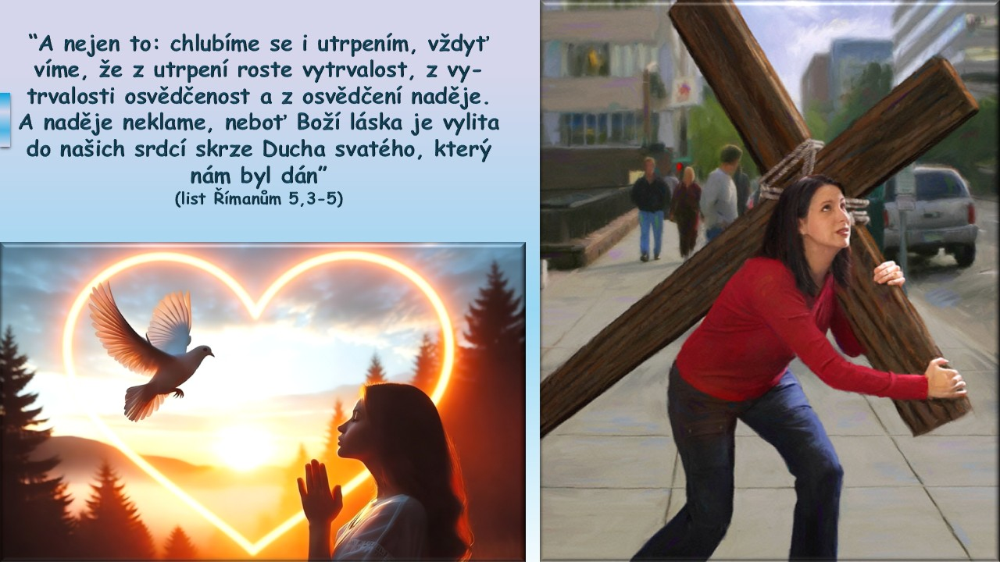 “A nejen to: chlubíme se i utrpením, vždyť
víme, že z utrpení roste vytrvalost, z vy-
trvalosti osvědčenost a z osvědčení naděje.
A naděje neklame, neboť Boží láska je vylita
do našich srdcí skrze Ducha svatého, který
nám byl dán”
(list Římanům 5,3-5)